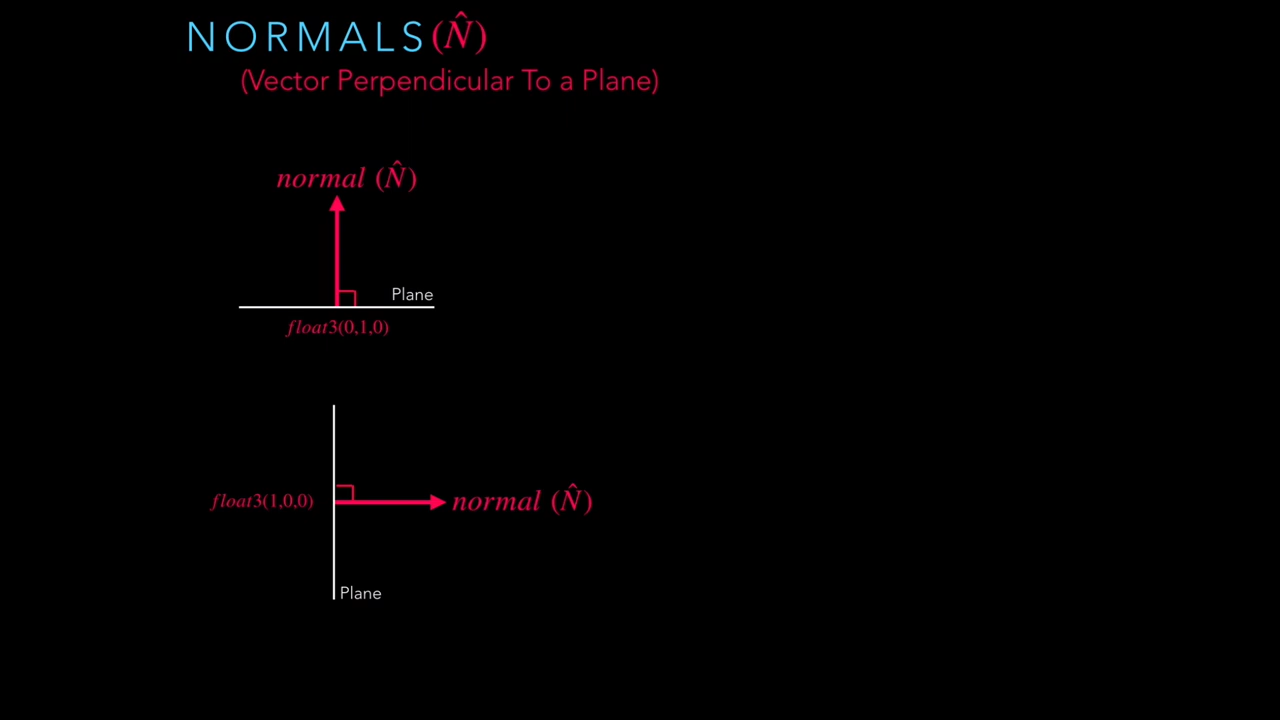 NORMALS (N̂)
(Vector Perpendicular To a Plane)
normal (N̂)
Plane
float3(0,1,0)
float3(1,0,0)
normal (N̂)
Plane